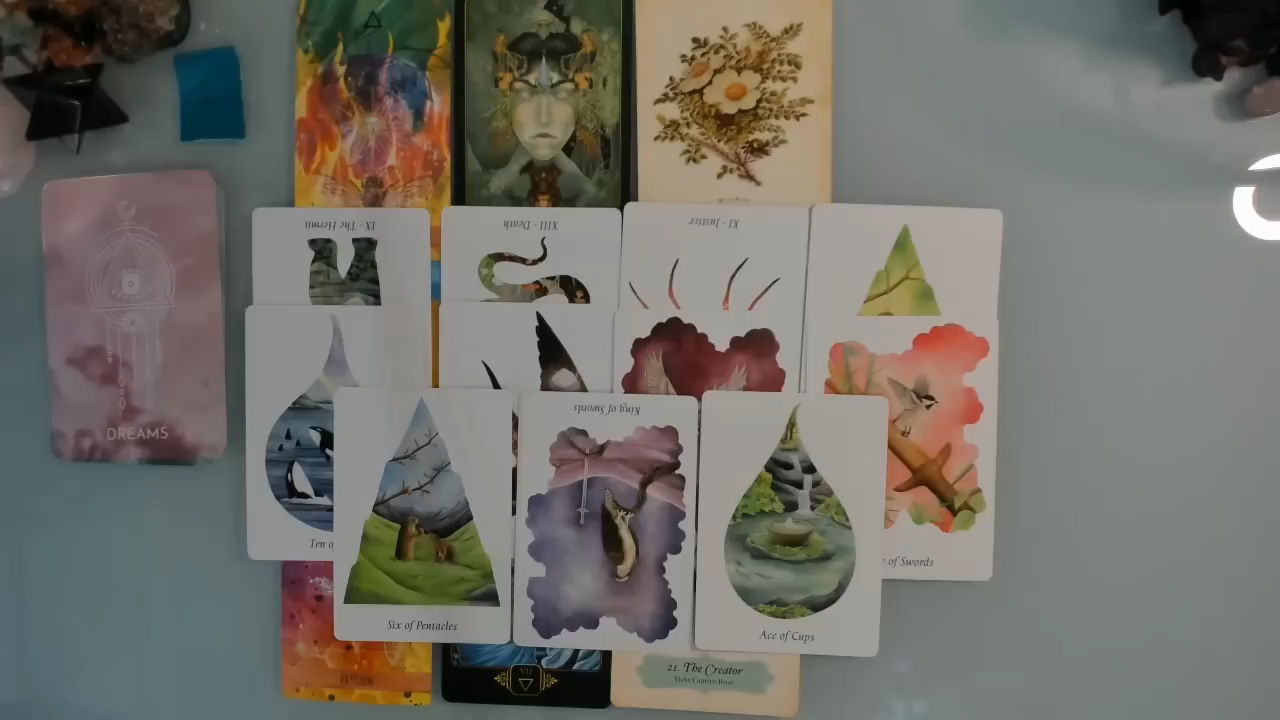 IX · The Hermit
XIII · Death
XI · Justice
DREAMS
King of Swords
Ten o
of Swords
Six of Pentacles
Ace of Cups
VII
21. The Creator